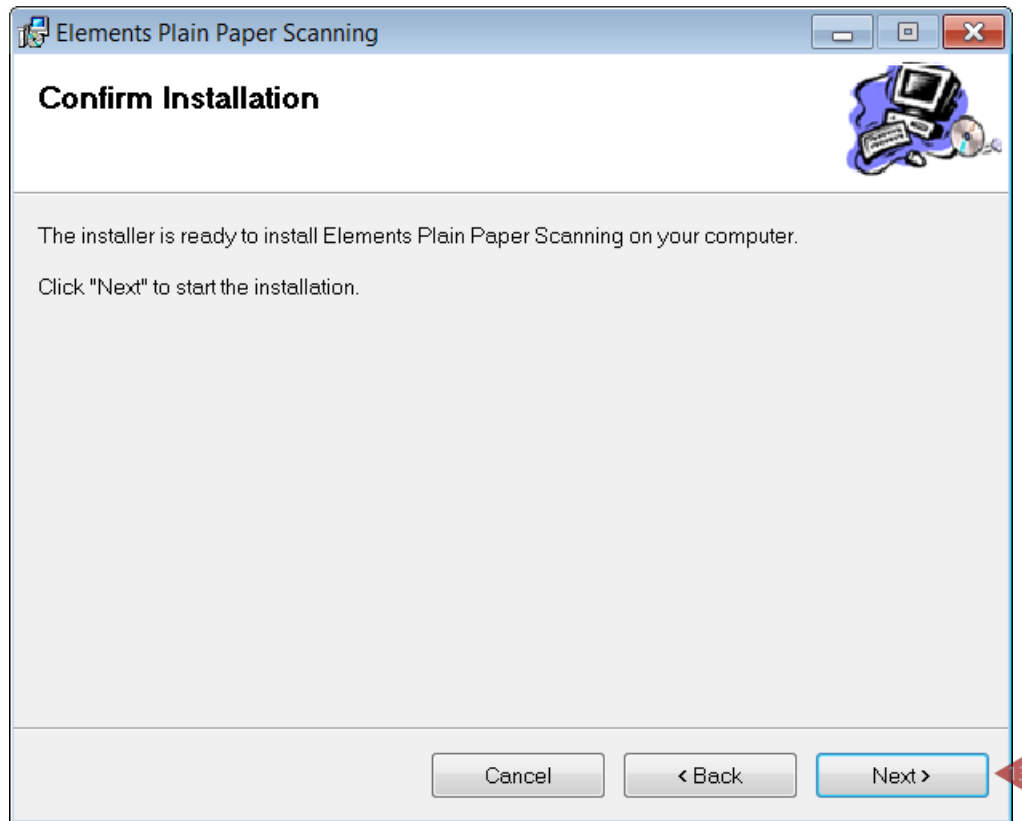 Elements Plain Paper Scanning
Confirm Installation
The installer is ready to install Elements Plain Paper Scanning on your computer.
Click "Next" to start the installation.
Cancel
< Back
Next >